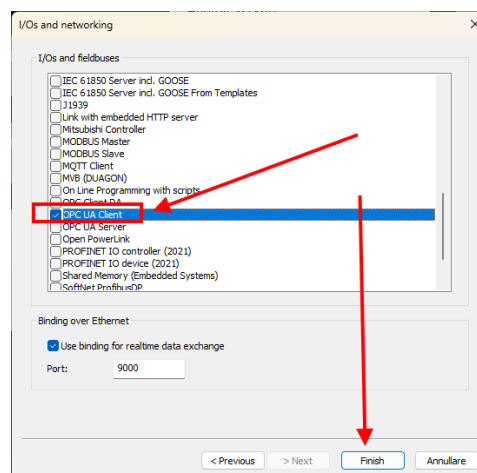 I/Os and networking
I/Os and fieldbuses
IEC 61850 Server incl. GOOSE
IEC 61850 Server incl. GOOSE From Templates
J1939
Link with embedded HTTP server
Mitsubishi Controller
MODBUS Master
MODBUS Slave
MQTT Client
MVB (DUAGON)
On Line Programming with scripts
OPC Client DA
OPC UA Client
OPC UA Server
Open PowerLink
PROFINET IO controller (2021)
PROFINET IO device (2021)
Shared Memory (Embedded Systems)
SoftNet ProfibusDP
Binding over Ethernet
Use binding for realtime data exchange
Port: 9000
< Previous > Next Finish Annullare